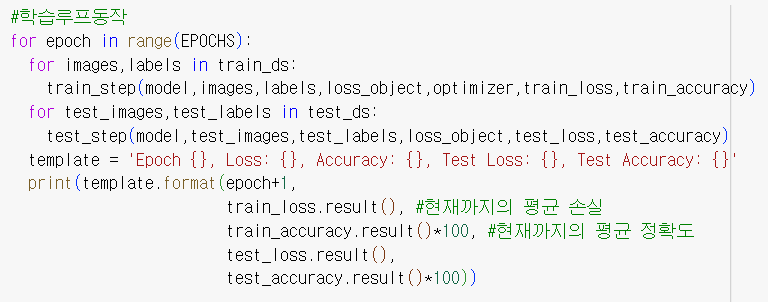 #학습루프동작
for epoch in range(EPOCHS):
  for images,labels in train_ds:
    train_step(model,images,labels,loss_object,optimizer,train_loss,train_accuracy)
  for test_images,test_labels in test_ds:
    test_step(model,test_images,test_labels,loss_object,test_loss,test_accuracy)
  template = 'Epoch {}, Loss: {}, Accuracy: {}, Test Loss: {}, Test Accuracy: {}'
  print(template.format(epoch+1,
                        train_loss.result(), #현재까지의 평균 손실
                        train_accuracy.result()*100, #현재까지의 평균 정확도
                        test_loss.result(),
                        test_accuracy.result()*100))